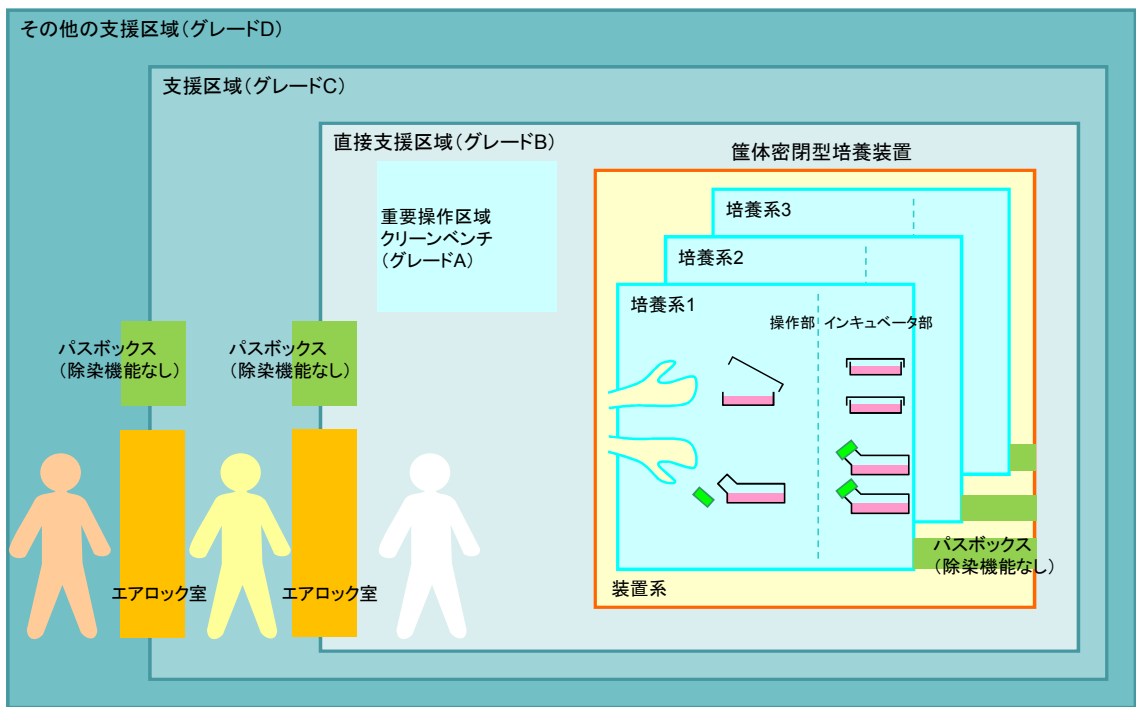 その他の支援区域(グレードD)
支援区域(グレードC)
直接支援区域(グレードB)
筐体密閉型培養装置
重要操作区域
クリーンベンチ
(グレードA)
培養系3
培養系2
培養系1
操作部
インキュベータ部
パスボックス
(除染機能なし)
パスボックス
(除染機能なし)
パスボックス
(除染機能なし)
エアロック室
エアロック室
装置系